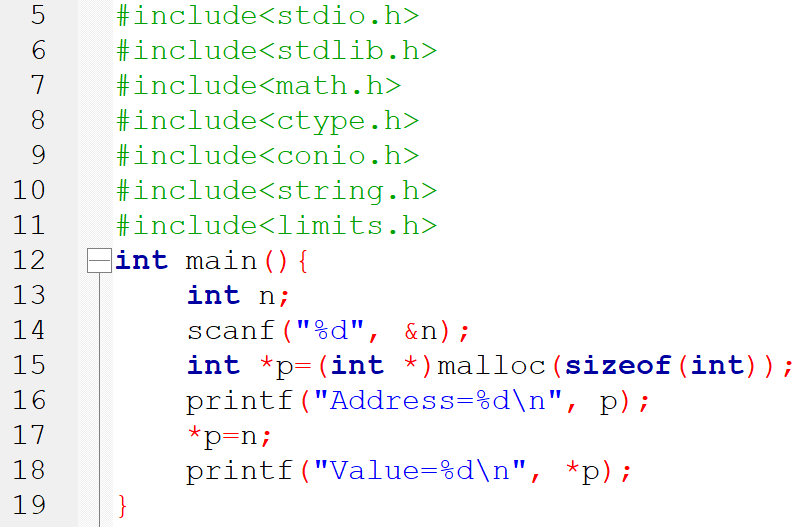 5 #include<stdio.h>
6 #include<stdlib.h>
7 #include<math.h>
8 #include<ctype.h>
9 #include<conio.h>
10 #include<string.h>
11 #include<limits.h>
12 int main(){
13 int n;
14 scanf("%d", &n);
15 int *p=(int *)malloc(sizeof(int));
16 printf("Address=%d\n", p);
17 *p=n;
18 printf("Value=%d\n", *p);
19 }